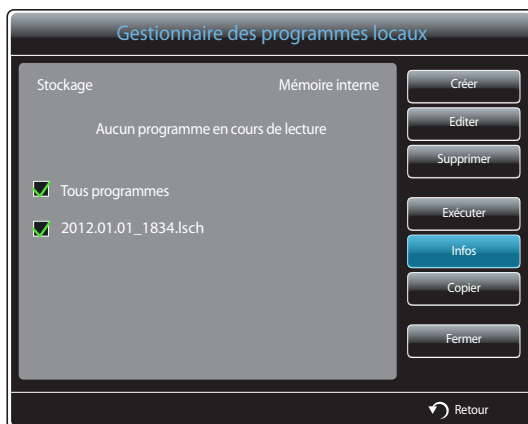 Gestionnaire des programmes locaux
Stockage Mémoire interne
Aucun programme en cours de lecture
Tous programmes
2012.01.01_1834.lsch
Créer
Editer
Supprimer
Exécuter
Infos
Copier
Fermer
Retour